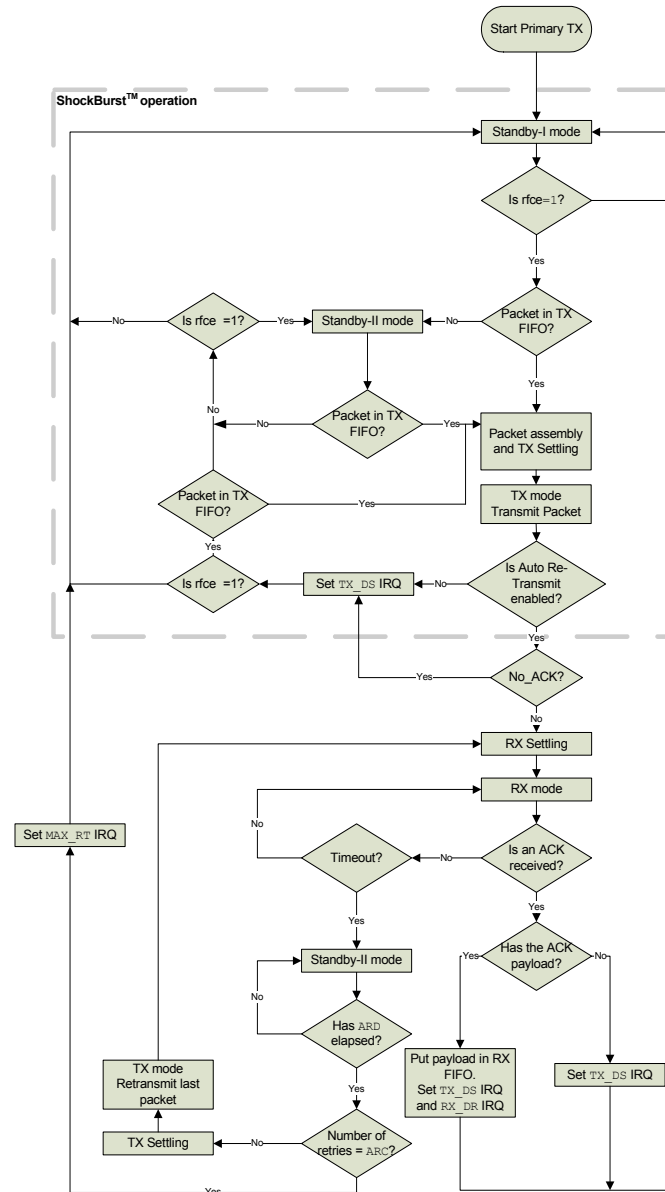 Start Primary TX
ShockBurst™ operation
Standby-I mode
Is rfce=1?
Yes
No
Is rfce =1?
Yes
Standby-II mode
No
Packet in TX
FIFO?
Yes
No
Packet in TX
FIFO?
No
Yes
Packet assembly
and TX Settling
Packet in TX
FIFO?
Yes
TX mode
Transmit Packet
Yes
Is rfce =1?
Set TX_DS IRQ
No
Is Auto Re-
Transmit
enabled?
Yes
Yes
No_ACK?
No
RX Settling
RX mode
No
Set MAX_RT IRQ
Timeout?
No
Is an ACK
received?
Yes
Yes
Standby-II mode
Yes
Has the ACK
payload?
No
No
Has ARD
elapsed?
TX mode
Retransmit last
packet
Put payload in RX
FIFO.
Set TX_DS IRQ
and RX_DR IRQ
Set TX_DS IRQ
Yes
TX Settling
No
Number of
retries = ARC?
Yes